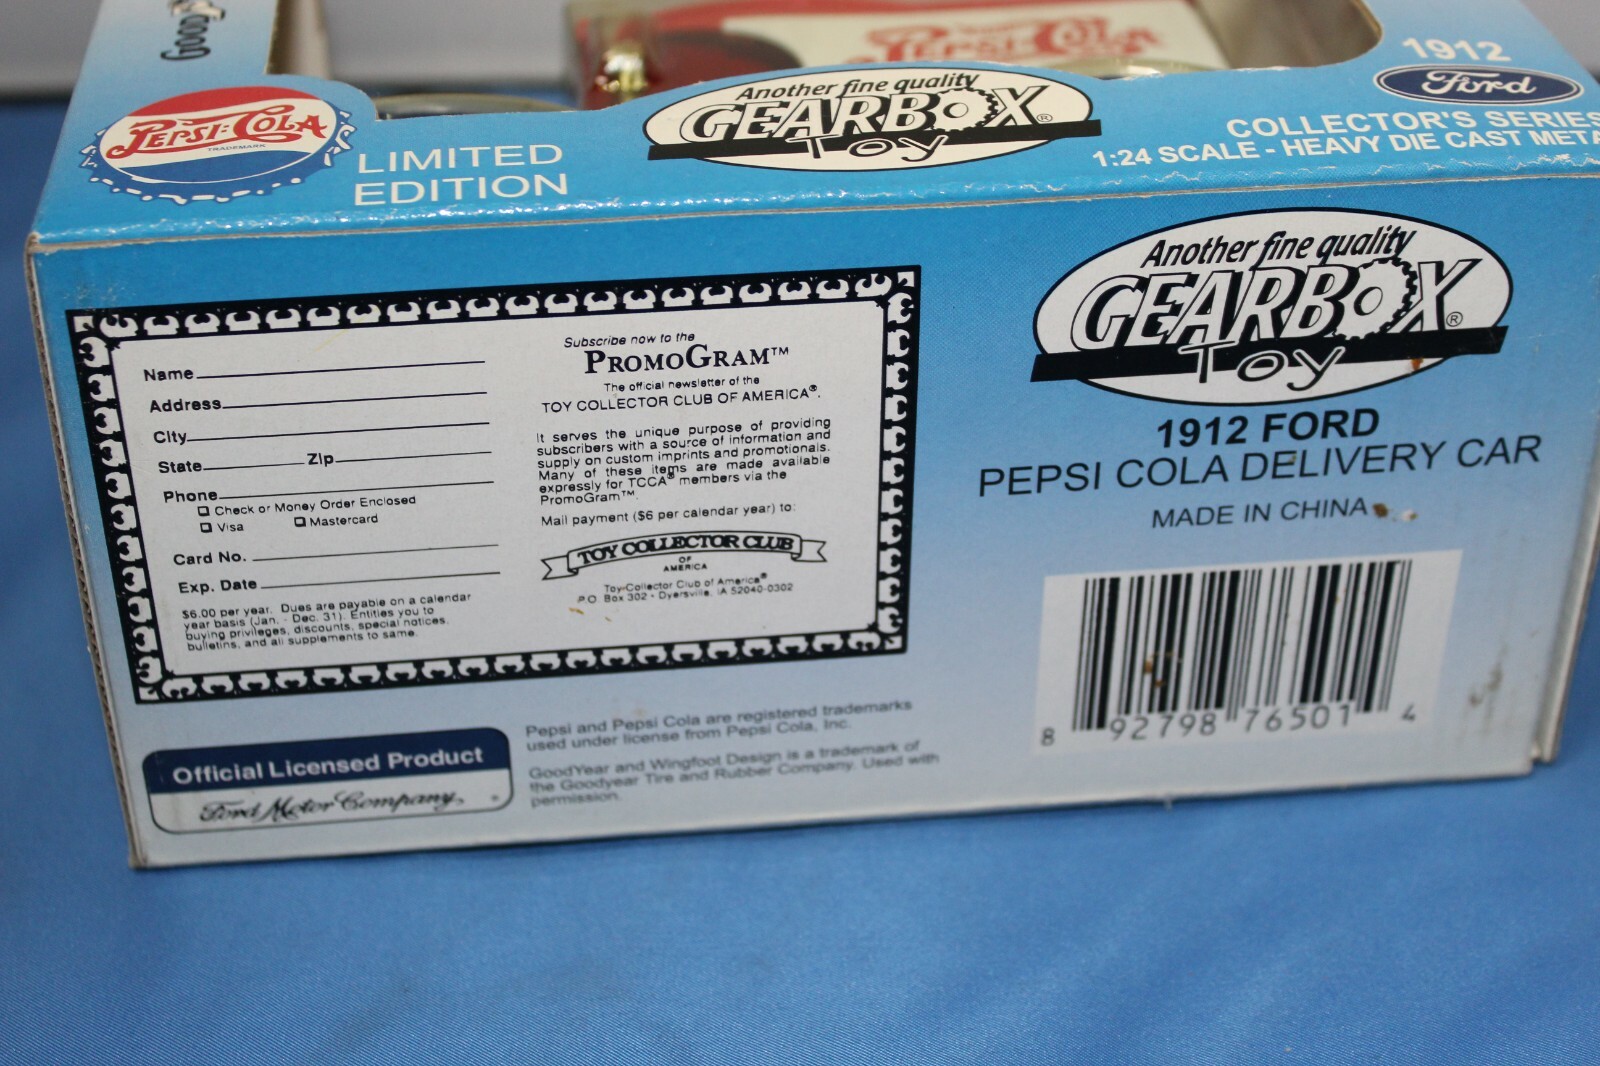 Good
PEPSI:COLA
TRADEMARK
LIMITED
EDITION
Another fine quality
GEARBOX®
Toy
1912
Ford
COLLECTOR'S SERIES
1:24 SCALE - HEAVY DIE CAST META
Name
Address
City
State Zip
Phone
Check or Money Order Enclosed
Visa Mastercard
Card No.
Exp. Date
$6.00 per year. Dues are payable on a calendar
year basis (Jan. - Dec. 31). Entitles you to
buying privileges, discounts, special notices,
bulletins, and all supplements to same.
Subscribe now to the
PROMOGRAM™
The official newsletter of the
TOY COLLECTOR CLUB OF AMERICA®.
It serves the unique purpose of providing
subscribers with a source of information and
supply on custom imprints and promotionals.
Many of these items are made available
expressly for TCCA® members via the
PromoGram™.
Mail payment ($6 per calendar year) to:
TOY COLLECTOR CLUB
OF
AMERICA
Toy Collector Club of America®
P.O. Box 302 • Dyersville, IA 52040-0302
Another fine quality
GEARBOX®
Toy
1912 FORD
PEPSI COLA DELIVERY CAR
MADE IN CHINA
8 92798 76501 4
Official Licensed Product
Ford Motor Company
Pepsi and Pepsi Cola are registered trademarks
used under license from Pepsi Cola, Inc.
GoodYear and Wingfoot Design is a trademark of
the Goodyear Tire and Rubber Company. Used with
permission.